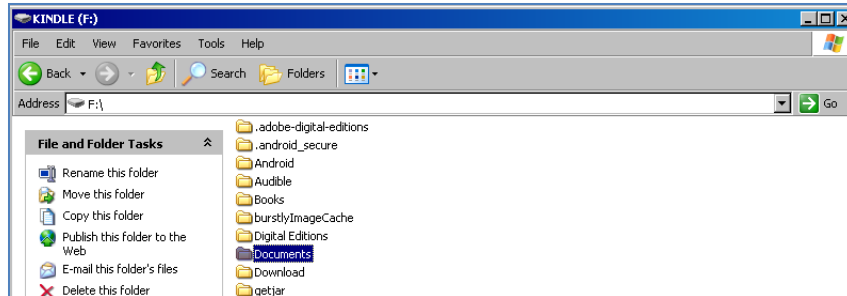 KINDLE (F:)
File Edit View Favorites Tools Help
Back Search Folders
Address F:\ Go
File and Folder Tasks
Rename this folder
Move this folder
Copy this folder
Publish this folder to the
Web
E-mail this folder's files
Delete this folder
.adobe-digital-editions
.android_secure
Android
Audible
Books
burstlyImageCache
Digital Editions
Documents
Download
getjar